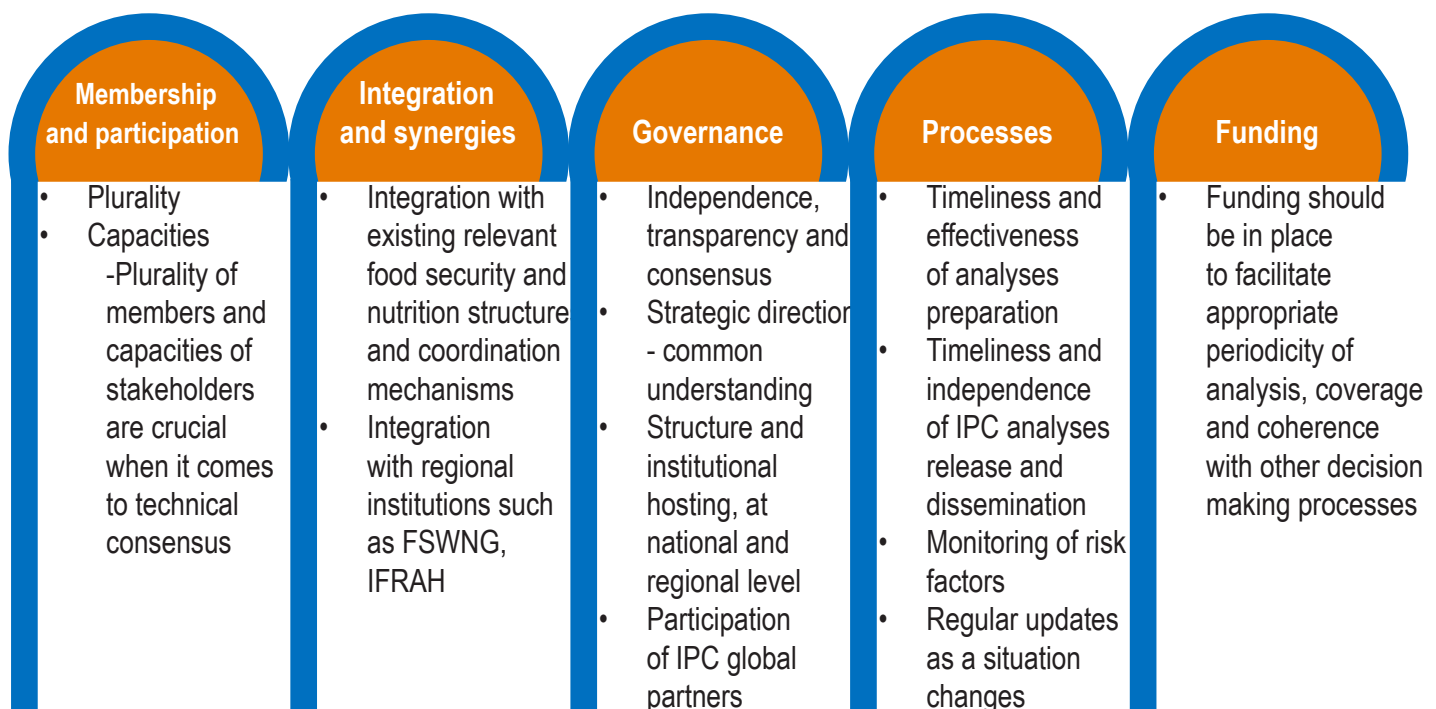 Membership
and participation
• Plurality
• Capacities
-Plurality of
members and
capacities of
stakeholders
are crucial
when it comes
to technical
consensus
Integration
and synergies
• Integration with
existing relevant
food security and
nutrition structure
and coordination
mechanisms
• Integration
with regional
institutions such
as FSWNG,
IFRAH
Governance
• Independence,
transparency and
consensus
• Strategic direction
- common
understanding
• Structure and
institutional
hosting, at
national and
regional level
• Participation
of IPC global
partners
Processes
• Timeliness and
effectiveness
of analyses
preparation
• Timeliness and
independence
of IPC analyses
release and
dissemination
• Monitoring of risk
factors
• Regular updates
as a situation
changes
Funding
• Funding should
be in place
to facilitate
appropriate
periodicity of
analysis, coverage
and coherence
with other decision
making processes